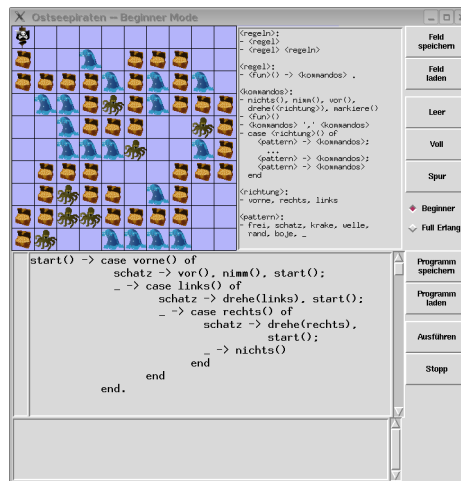 Ostseepiraten — Beginner Mode
<regeln>:
- <regel>
- <regel> <regeln>
<regel>:
- <fun>() -> <kommandos> .
<kommandos>:
- nichts(), nimm(), vor(),
drehe(<richtung>), markiere()
- <fun>()
- <kommandos> ',' <kommandos>
- case <richtung>() of
<pattern> -> <kommandos>;
...
<pattern> -> <kommandos>;
<pattern> -> <kommandos>
end
<richtung>:
- vorne, rechts, links
<pattern>:
- frei, schatz, krake, welle,
rand, boje, _
Feld
speichern
Feld
laden
Leer
Voll
Spur
Beginner
Full Erlang
Programm
speichern
Programm
laden
Ausführen
Stopp
start() -> case vorne() of
schatz -> vor(), nimm(), start();
_ -> case links() of
schatz -> drehe(links), start();
_ -> case rechts() of
schatz -> drehe(rechts),
start();
_ -> nichts()
end
end
end.